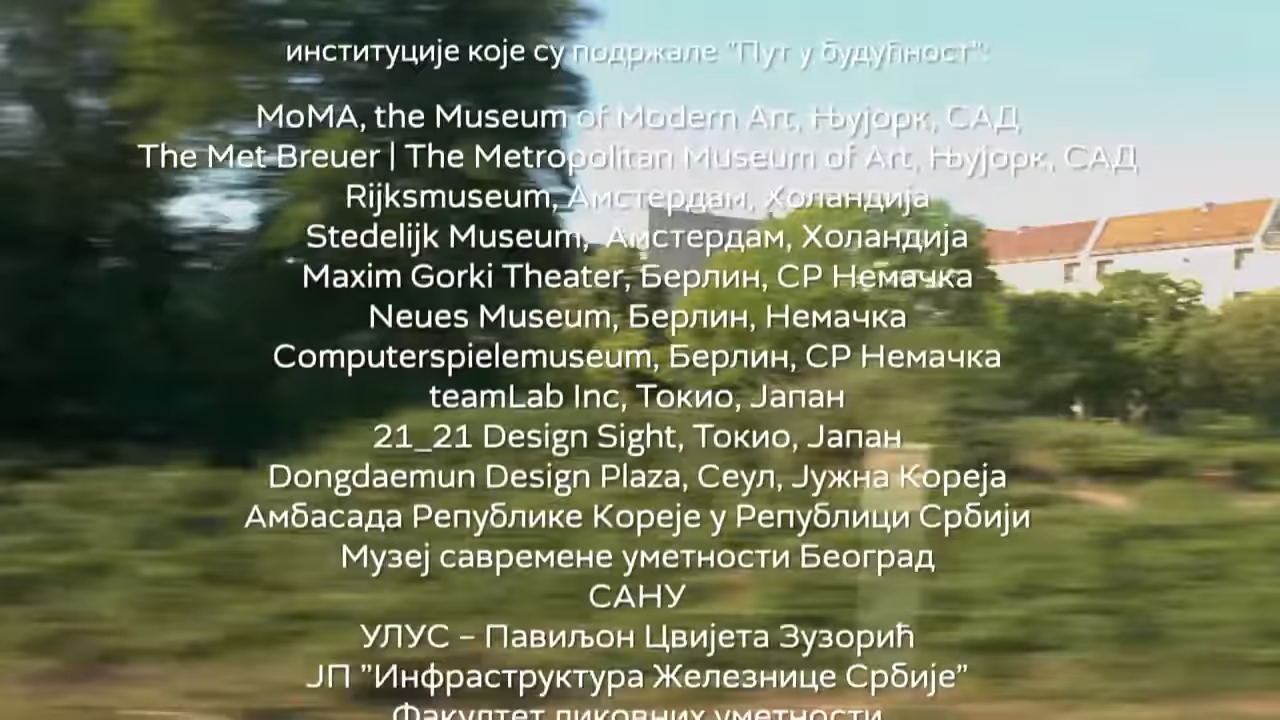 институције које су подржале "Пут у будућност":
MoMA, the Museum of Modern Art, Њујорк, САД
The Met Breuer | The Metropolitan Museum of Art, Њујорк, САД
Rijksmuseum, Амстердам, Холандија
Stedelijk Museum, Амстердам, Холандија
Maxim Gorki Theater, Берлин, СР Немачка
Neues Museum, Берлин, Немачка
Computerspielemuseum, Берлин, СР Немачка
teamLab Inc, Токио, Јапан
21_21 Design Sight, Токио, Јапан
Dongdaemun Design Plaza, Сеул, Јужна Кореја
Амбасада Републике Кореје у Републици Србији
Музеј савремене уметности Београд
САНУ
УЛУС – Павиљон Цвијета Зузорић
ЈП ”Инфраструктура Железнице Србије”
Факултет ликовних уметности